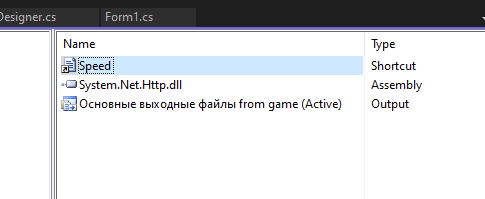 Designer.cs Form1.cs
Name Type
Speed Shortcut
System.Net.Http.dll Assembly
Основные выходные файлы from game (Active) Output